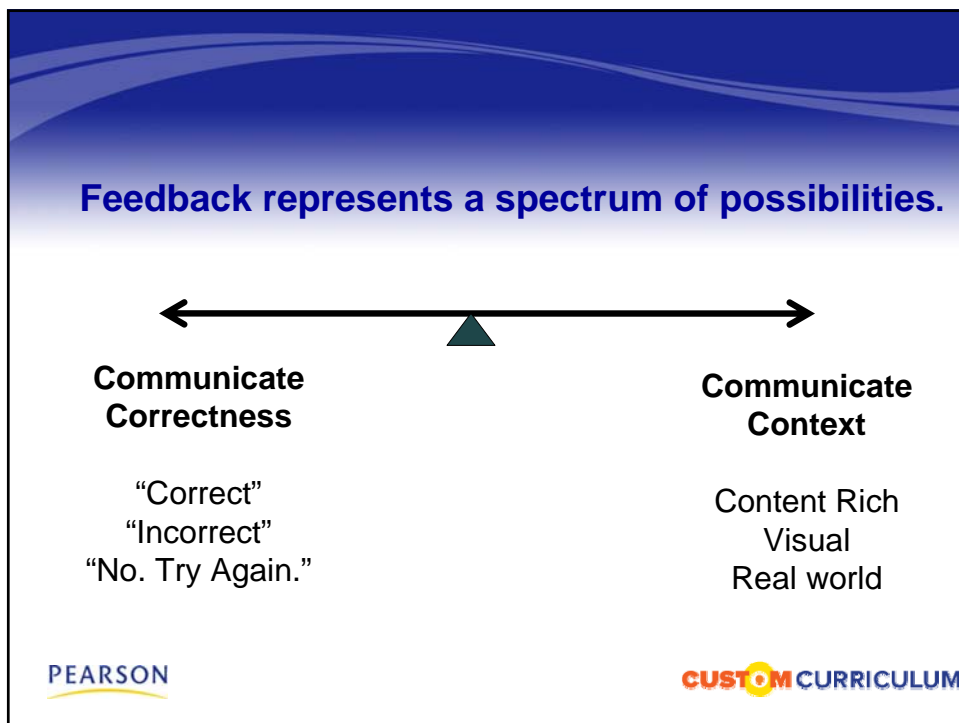 Feedback represents a spectrum of possibilities.
Communicate
Correctness
“Correct”
“Incorrect”
“No. Try Again.”
Communicate
Context
Content Rich
Visual
Real world
PEARSON
CUSTOM CURRICULUM